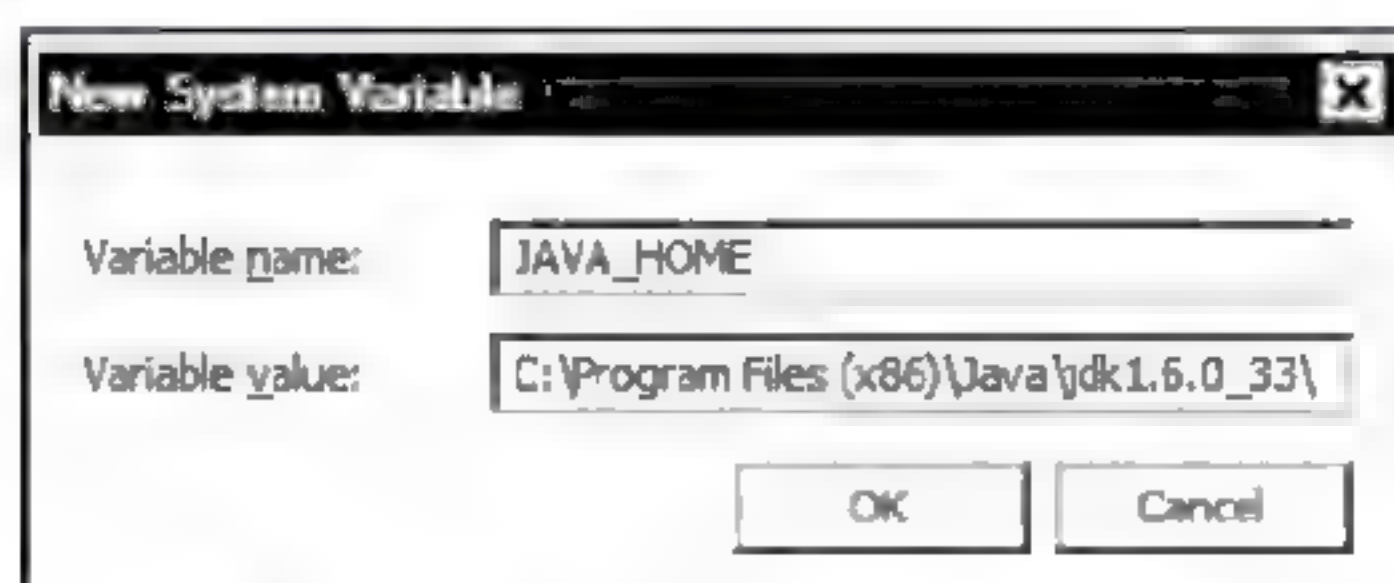 New System Variable
Variable name: JAVA_HOME
Variable value: C:\Program Files (x86)\Java\jdk1.6.0_33\
OK Cancel